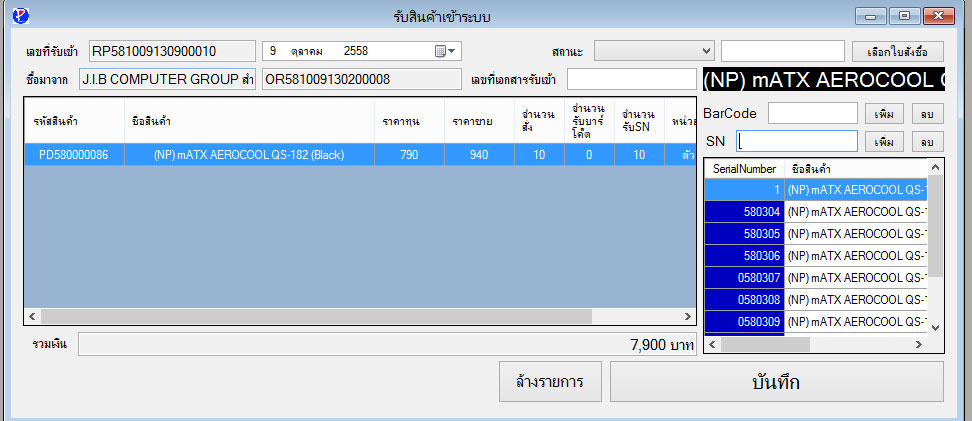 รับสินค้าเข้าระบบ
เลขที่รับเข้า RP581009130900010 9 ตุลาคม 2558 สถานะ เลือกใบสั่งซื้อ
ซื้อมาจาก J.I.B COMPUTER GROUP สำ OR581009130200008 เลขที่เอกสารรับเข้า (NP) mATX AEROCOOL
BarCode เพิ่ม ลบ
SN เพิ่ม ลบ
รหัสสินค้า ชื่อสินค้า ราคาทุน ราคาขาย จำนวนสั่ง จำนวนรับบาร์โค๊ต จำนวนรับSN หน่วย
PD580000086 (NP) mATX AEROCOOL QS-182 (Black) 790 940 10 0 10 ตัว
SerialNumber ชื่อสินค้า
1 (NP) mATX AEROCOOL QS-1
580304 (NP) mATX AEROCOOL QS-1
580305 (NP) mATX AEROCOOL QS-1
580306 (NP) mATX AEROCOOL QS-1
0580307 (NP) mATX AEROCOOL QS-1
0580308 (NP) mATX AEROCOOL QS-1
0580309 (NP) mATX AEROCOOL QS-1
รวมเงิน 7,900 บาท
ล้างรายการ บันทึก